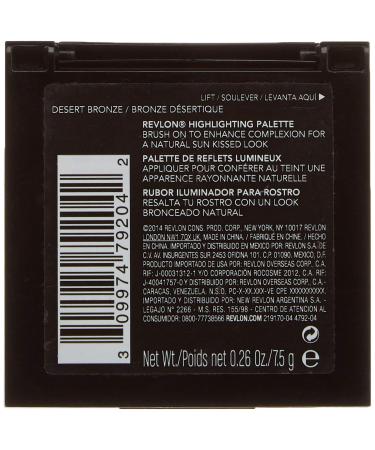 LIFT / SOULEVER / LEVANTA AQUÍ
DESERT BRONZE / BRONZE DÉSERTIQUE
REVLON® HIGHLIGHTING PALETTE
BRUSH ON TO ENHANCE COMPLEXION FOR
A NATURAL SUN KISSED LOOK
PALETTE DE REFLETS LUMINEUX
APPLIQUER POUR CONFÉRER AU TEINT UNE
APPARENCE RAYONNANTE NATURELLE
RUBOR ILUMINADOR PARA ROSTRO
RESALTA TU ROSTRO CON UN LOOK
BRONCEADO NATURAL
©2014 REVLON CONS. PROD. CORP., NEW YORK, NY 10017 REVLON
LONDON NW1 7QX UK. MADE IN CHINA / FABRIQUÉ EN CHINE / HECHO
EN CHINA. IMPORTADO Y DISTRIBUIDO EN MEXICO POR: REVLON S.A. DE
C.V. AV. INSURGENTES SUR 2453 OFICINA 101. C.P. 01090, MEXICO, D.F.
PRODUCTO IMPORTADO DE USA POR: REVLON OVERSEAS CORP., C.A.
RIF: J-00031312-1 Y/O CORPORACIÓN ROCOSME 2012, C.A. RIF:
J-40041757-0 Y DISTRIBUIDO POR: REVLON OVERSEAS CORP., C.A.
CARACAS, VENEZUELA. N.S.O. PC-X-XX.XXX-VE CPE XXXXXXXXXX,
IMPORTADO Y DISTRIBUIDO POR: NEW REVLON ARGENTINA S.A. -
LEGAJO N° 2266 - M.S. RES. 155/98 - CENTRO DE ATENCIÓN AL
CONSUMIDOR: 0800-77738566 REVLON.COM 219170-04 4792-04
Net Wt./Poids net 0.26 Oz./7.5 g ℮
3 09974 79204 2